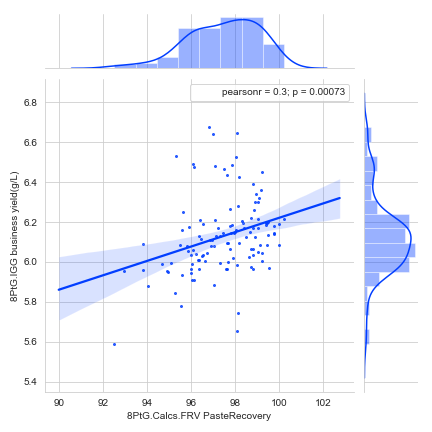 pearsonr = 0.3; p = 0.00073
6.8
6.6
6.4
6.2
6.0
5.8
5.6
5.4
8PtG.IGG business yield(g/L)
90 92 94 96 98 100 102
8PtG.Calcs.FRV PasteRecovery